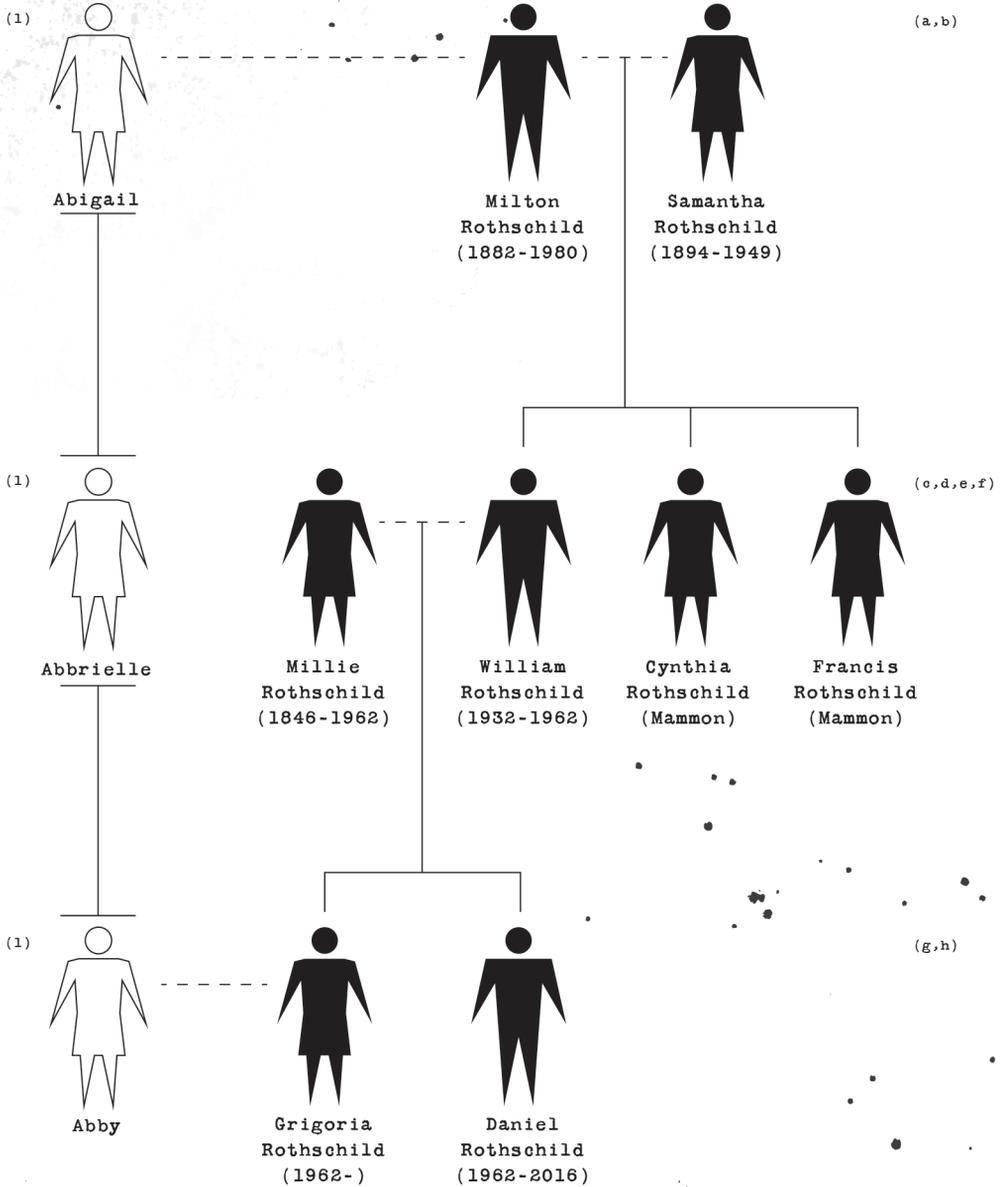 (1)
(a,b)
Abigail
Milton
Rothschild
(1882-1980)
Samantha
Rothschild
(1894-1949)
(1)
(c,d,e,f)
Abbrielle
Millie
Rothschild
(1846-1962)
William
Rothschild
(1932-1962)
Cynthia
Rothschild
(Mammon)
Francis
Rothschild
(Mammon)
(1)
(g,h)
Abby
Grigoria
Rothschild
(1962-)
Daniel
Rothschild
(1962-2016)